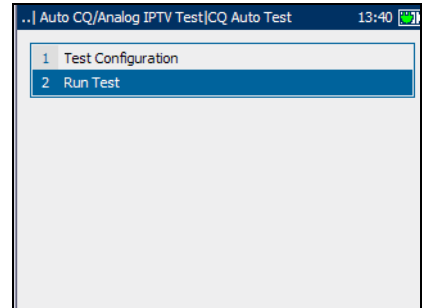 ..| Auto CQ/Analog IPTV Test|CQ Auto Test 13:40
1 Test Configuration
2 Run Test